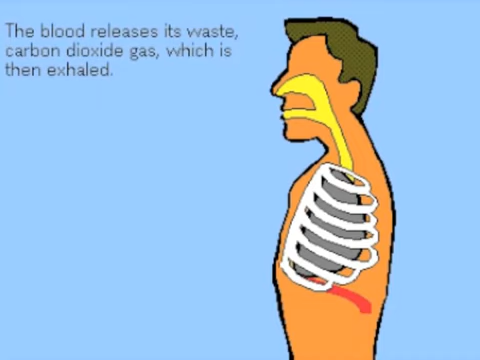 The blood releases its waste,
carbon dioxide gas, which is
then exhaled.